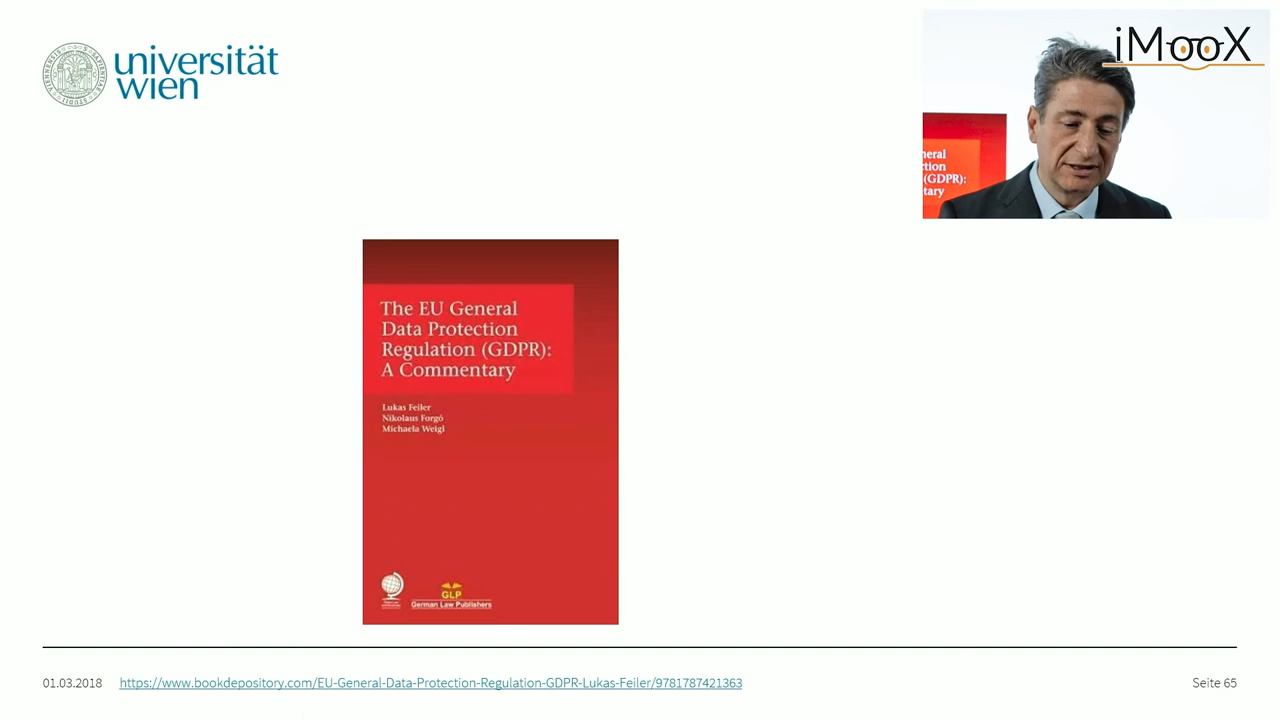 universität
wien
iMooX
neral
ction
(GDPR):
tary
The EU General
Data Protection
Regulation (GDPR):
A Commentary
Lukas Feiler
Nikolaus Forgó
Michaela Weigl
GLP
German Law Publishers
01.03.2018 https://www.bookdepository.com/EU-General-Data-Protection-Regulation-GDPR-Lukas-Feiler/9781787421363 Seite 65